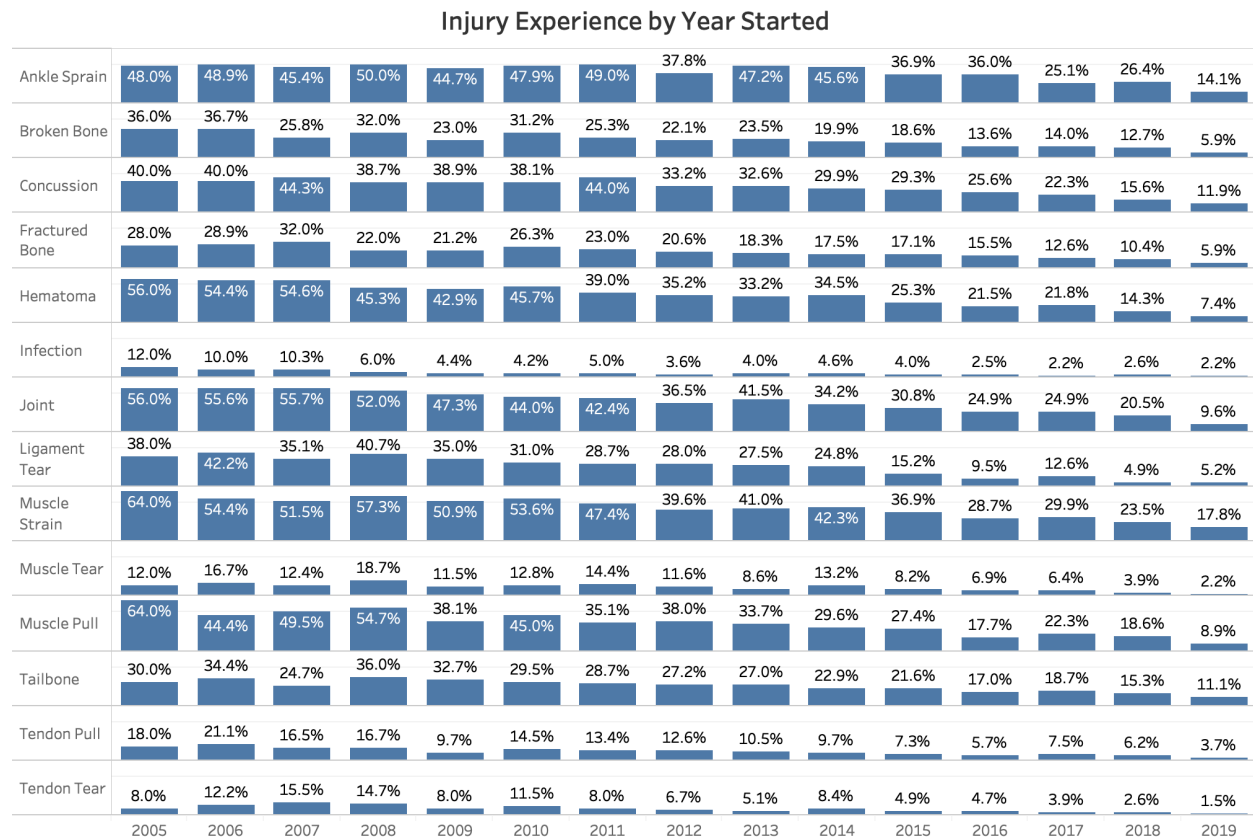 Injury Experience by Year Started
Ankle Sprain 48.0% 48.9% 45.4% 50.0% 44.7% 47.9% 49.0% 37.8% 47.2% 45.6% 36.9% 36.0% 25.1% 26.4% 14.1%
Broken Bone 36.0% 36.7% 25.8% 32.0% 23.0% 31.2% 25.3% 22.1% 23.5% 19.9% 18.6% 13.6% 14.0% 12.7% 5.9%
Concussion 40.0% 40.0% 44.3% 38.7% 38.9% 38.1% 44.0% 33.2% 32.6% 29.9% 29.3% 25.6% 22.3% 15.6% 11.9%
Fractured
Bone 28.0% 28.9% 32.0% 22.0% 21.2% 26.3% 23.0% 20.6% 18.3% 17.5% 17.1% 15.5% 12.6% 10.4% 5.9%
Hematoma 56.0% 54.4% 54.6% 45.3% 42.9% 45.7% 39.0% 35.2% 33.2% 34.5% 25.3% 21.5% 21.8% 14.3% 7.4%
Infection 12.0% 10.0% 10.3% 6.0% 4.4% 4.2% 5.0% 3.6% 4.0% 4.6% 4.0% 2.5% 2.2% 2.6% 2.2%
Joint 56.0% 55.6% 55.7% 52.0% 47.3% 44.0% 42.4% 36.5% 41.5% 34.2% 30.8% 24.9% 24.9% 20.5% 9.6%
Ligament
Tear 38.0% 42.2% 35.1% 40.7% 35.0% 31.0% 28.7% 28.0% 27.5% 24.8% 15.2% 9.5% 12.6% 4.9% 5.2%
Muscle
Strain 64.0% 54.4% 51.5% 57.3% 50.9% 53.6% 47.4% 39.6% 41.0% 42.3% 36.9% 28.7% 29.9% 23.5% 17.8%
Muscle Tear 12.0% 16.7% 12.4% 18.7% 11.5% 12.8% 14.4% 11.6% 8.6% 13.2% 8.2% 6.9% 6.4% 3.9% 2.2%
Muscle Pull 64.0% 44.4% 49.5% 54.7% 38.1% 45.0% 35.1% 38.0% 33.7% 29.6% 27.4% 17.7% 22.3% 18.6% 8.9%
Tailbone 30.0% 34.4% 24.7% 36.0% 32.7% 29.5% 28.7% 27.2% 27.0% 22.9% 21.6% 17.0% 18.7% 15.3% 11.1%
Tendon Pull 18.0% 21.1% 16.5% 16.7% 9.7% 14.5% 13.4% 12.6% 10.5% 9.7% 7.3% 5.7% 7.5% 6.2% 3.7%
Tendon Tear 8.0% 12.2% 15.5% 14.7% 8.0% 11.5% 8.0% 6.7% 5.1% 8.4% 4.9% 4.7% 3.9% 2.6% 1.5%
2005 2006 2007 2008 2009 2010 2011 2012 2013 2014 2015 2016 2017 2018 2019